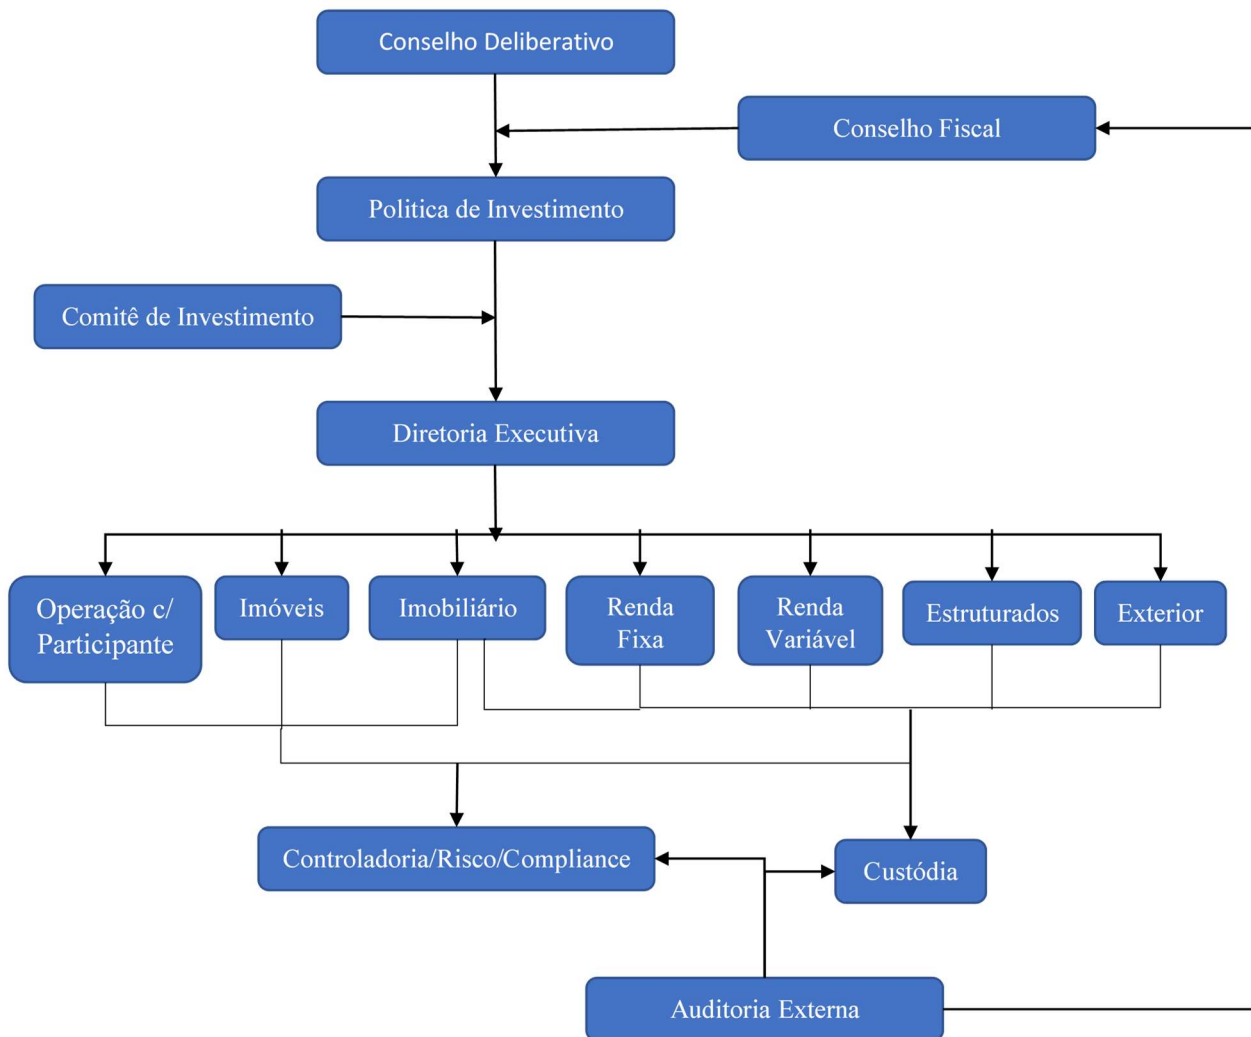 Conselho Deliberativo
Conselho Fiscal
Politica de Investimento
Comitê de Investimento
Diretoria Executiva
Operação c/
Participante
Imóveis
Imobiliário
Renda
Fixa
Renda
Variável
Estruturados
Exterior
Controladoria/Risco/Compliance
Custódia
Auditoria Externa